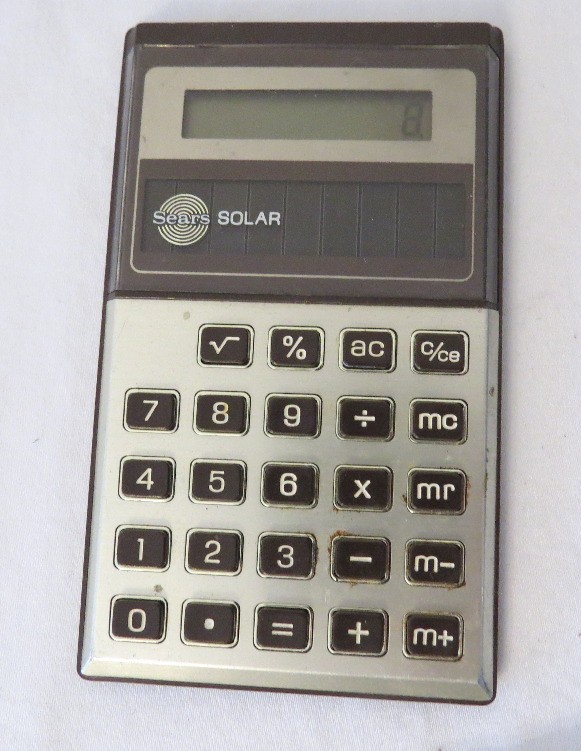 8.
Sears SOLAR
√ % ac c/ce
7 8 9 ÷ mc
4 5 6 x mr
1 2 3 − m−
0 • = + m+